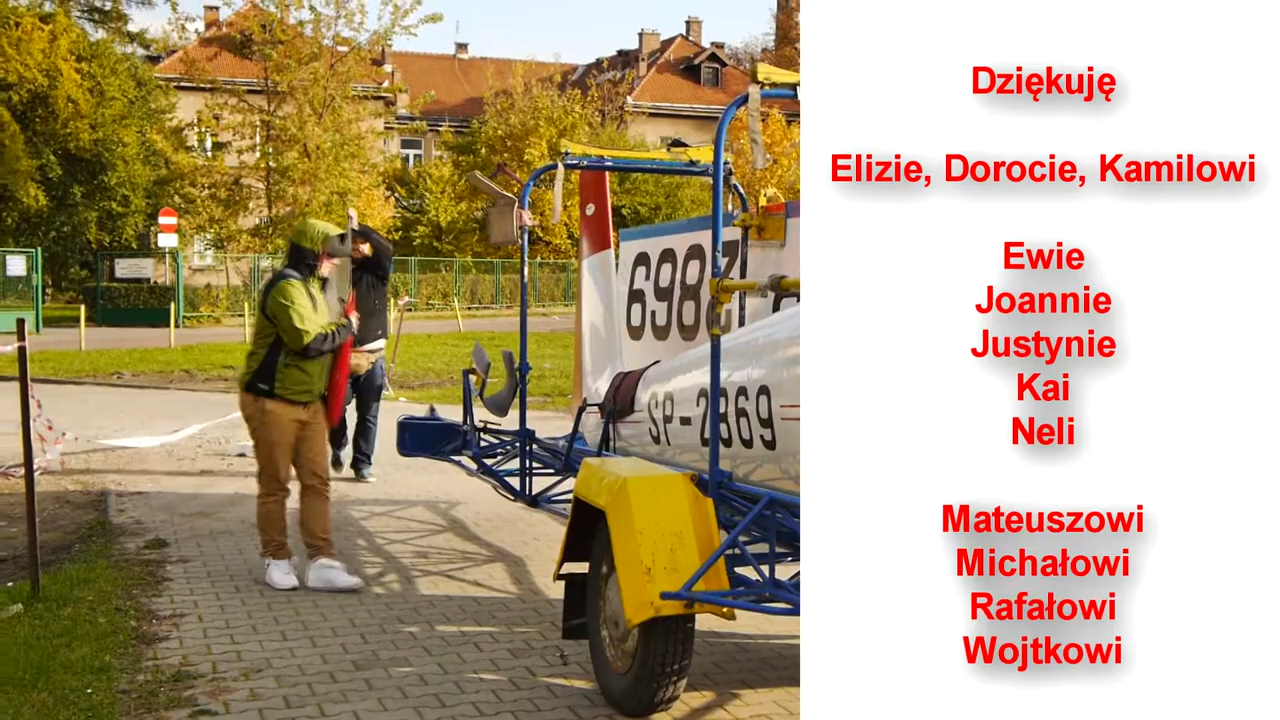 Dziękuję
Elizie, Dorocie, Kamilowi
Ewie
Joannie
Justynie
Kai
Neli
Mateuszowi
Michałowi
Rafałowi
Wojtkowi
SP-2869